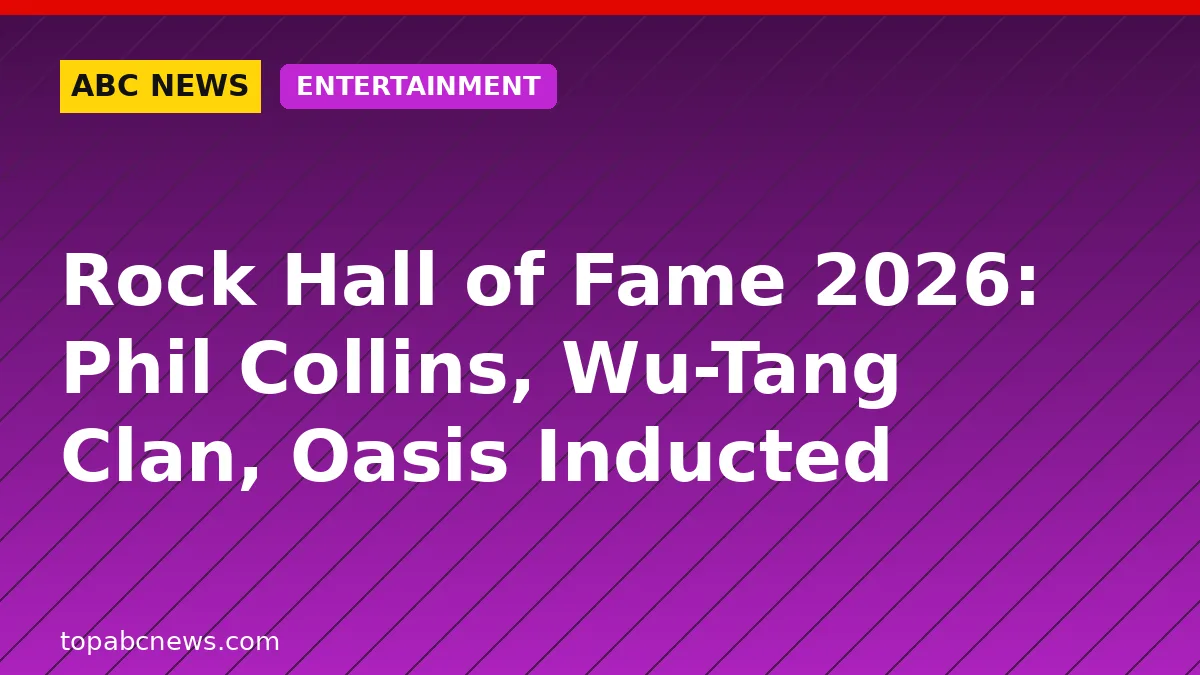 ABC NEWS
ENTERTAINMENT
Rock Hall of Fame 2026:
Phil Collins, Wu-Tang
Clan, Oasis Inducted
topabcnews.com